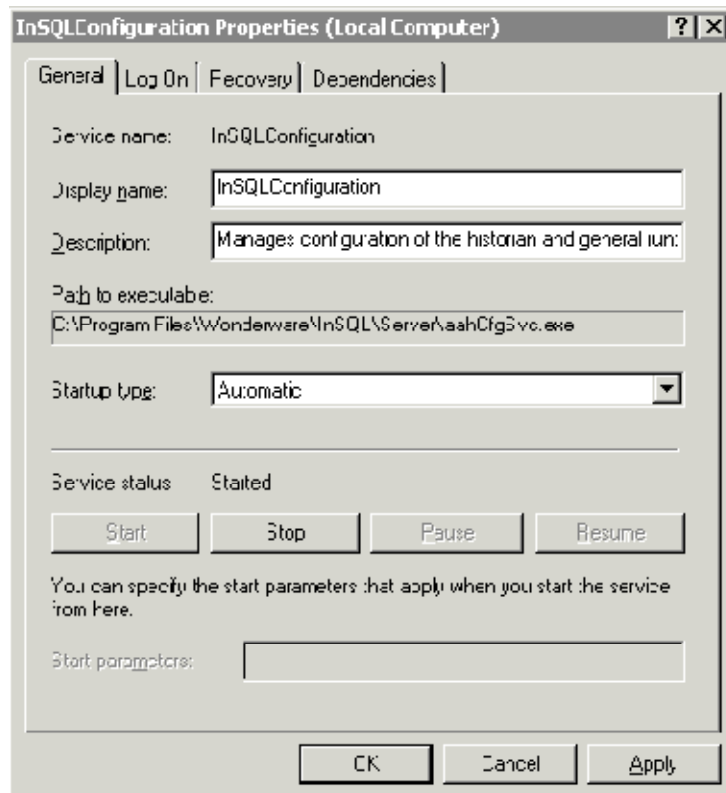 InSQLConfiguration Properties (Local Computer)
General Log On Recovery Dependencies
Service name: InSQLConfiguration
Display name: InSQLConfiguration
Description: Manages configuration of the historian and general runt
Path to executable:
C:\Program Files\Wonderware\InSQL\Server\aahCfgSvc.exe
Startup type: Automatic
Service status Started
Start Stop Pause Resume
You can specify the start parameters that apply when you start the service
from here.
Start parameters:
OK Cancel Apply